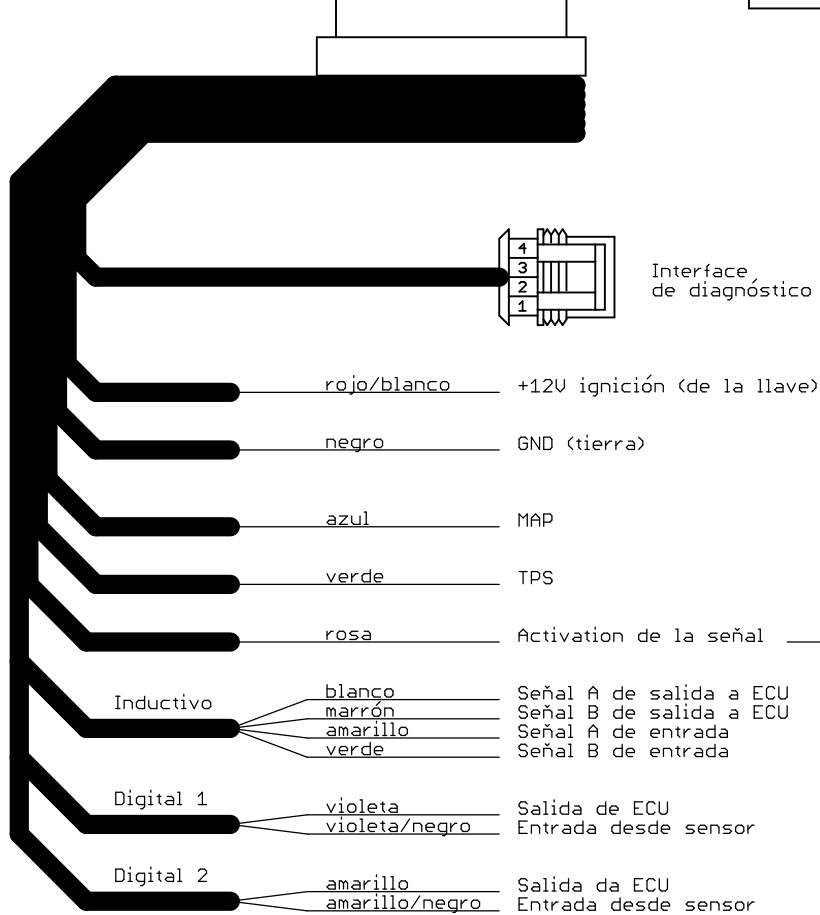 4
3
2
1
Interface
de diagnóstico
rojo/blanco +12V ignición (de la llave)
negro GND (tierra)
azul MAP
verde TPS
rosa Activation de la señal
Inductivo
blanco Señal A de salida a ECU
marrón Señal B de salida a ECU
amarillo Señal A de entrada
verde Señal B de entrada
Digital 1
violeta Salida de ECU
violeta/negro Entrada desde sensor
Digital 2
amarillo Salida da ECU
amarillo/negro Entrada desde sensor